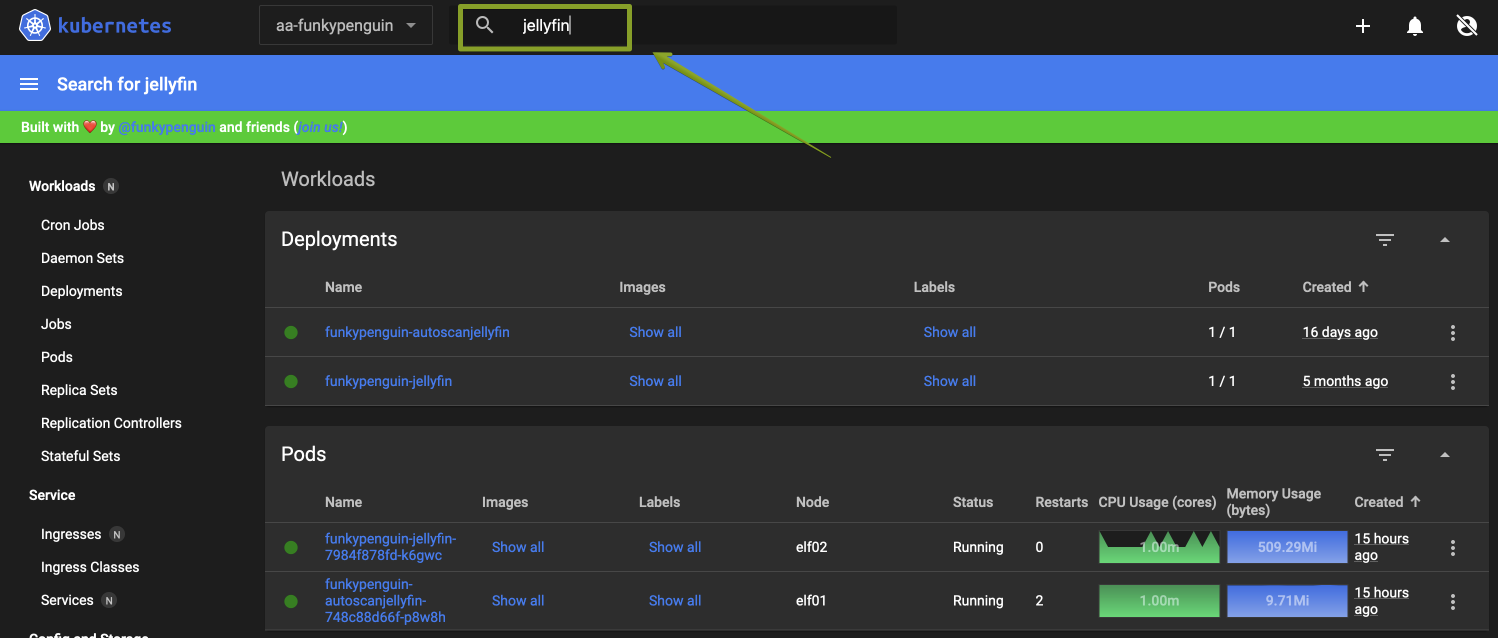 kubernetes
aa-funkypenguin
jellyfin
Search for jellyfin
Built with ❤️ by @funkypenguin and friends (join us!)
Workloads N
Cron Jobs
Daemon Sets
Deployments
Jobs
Pods
Replica Sets
Replication Controllers
Stateful Sets
Service
Ingresses N
Ingress Classes
Services N
Config and Storage
Workloads
Deployments
Name Images Labels Pods Created
funkypenguin-autoscanjellyfin Show all Show all 1 / 1 16 days ago
funkypenguin-jellyfin Show all Show all 1 / 1 5 months ago
Pods
Name Images Labels Node Status Restarts CPU Usage (cores) Memory Usage
(bytes) Created
funkypenguin-jellyfin-
7984f878fd-k6gwc Show all Show all elf02 Running 0 1.00m 509.29Mi 15 hours
ago
funkypenguin-
autoscanjellyfin-
748c88d66f-p8w8h Show all Show all elf01 Running 2 1.00m 9.71Mi 15 hours
ago